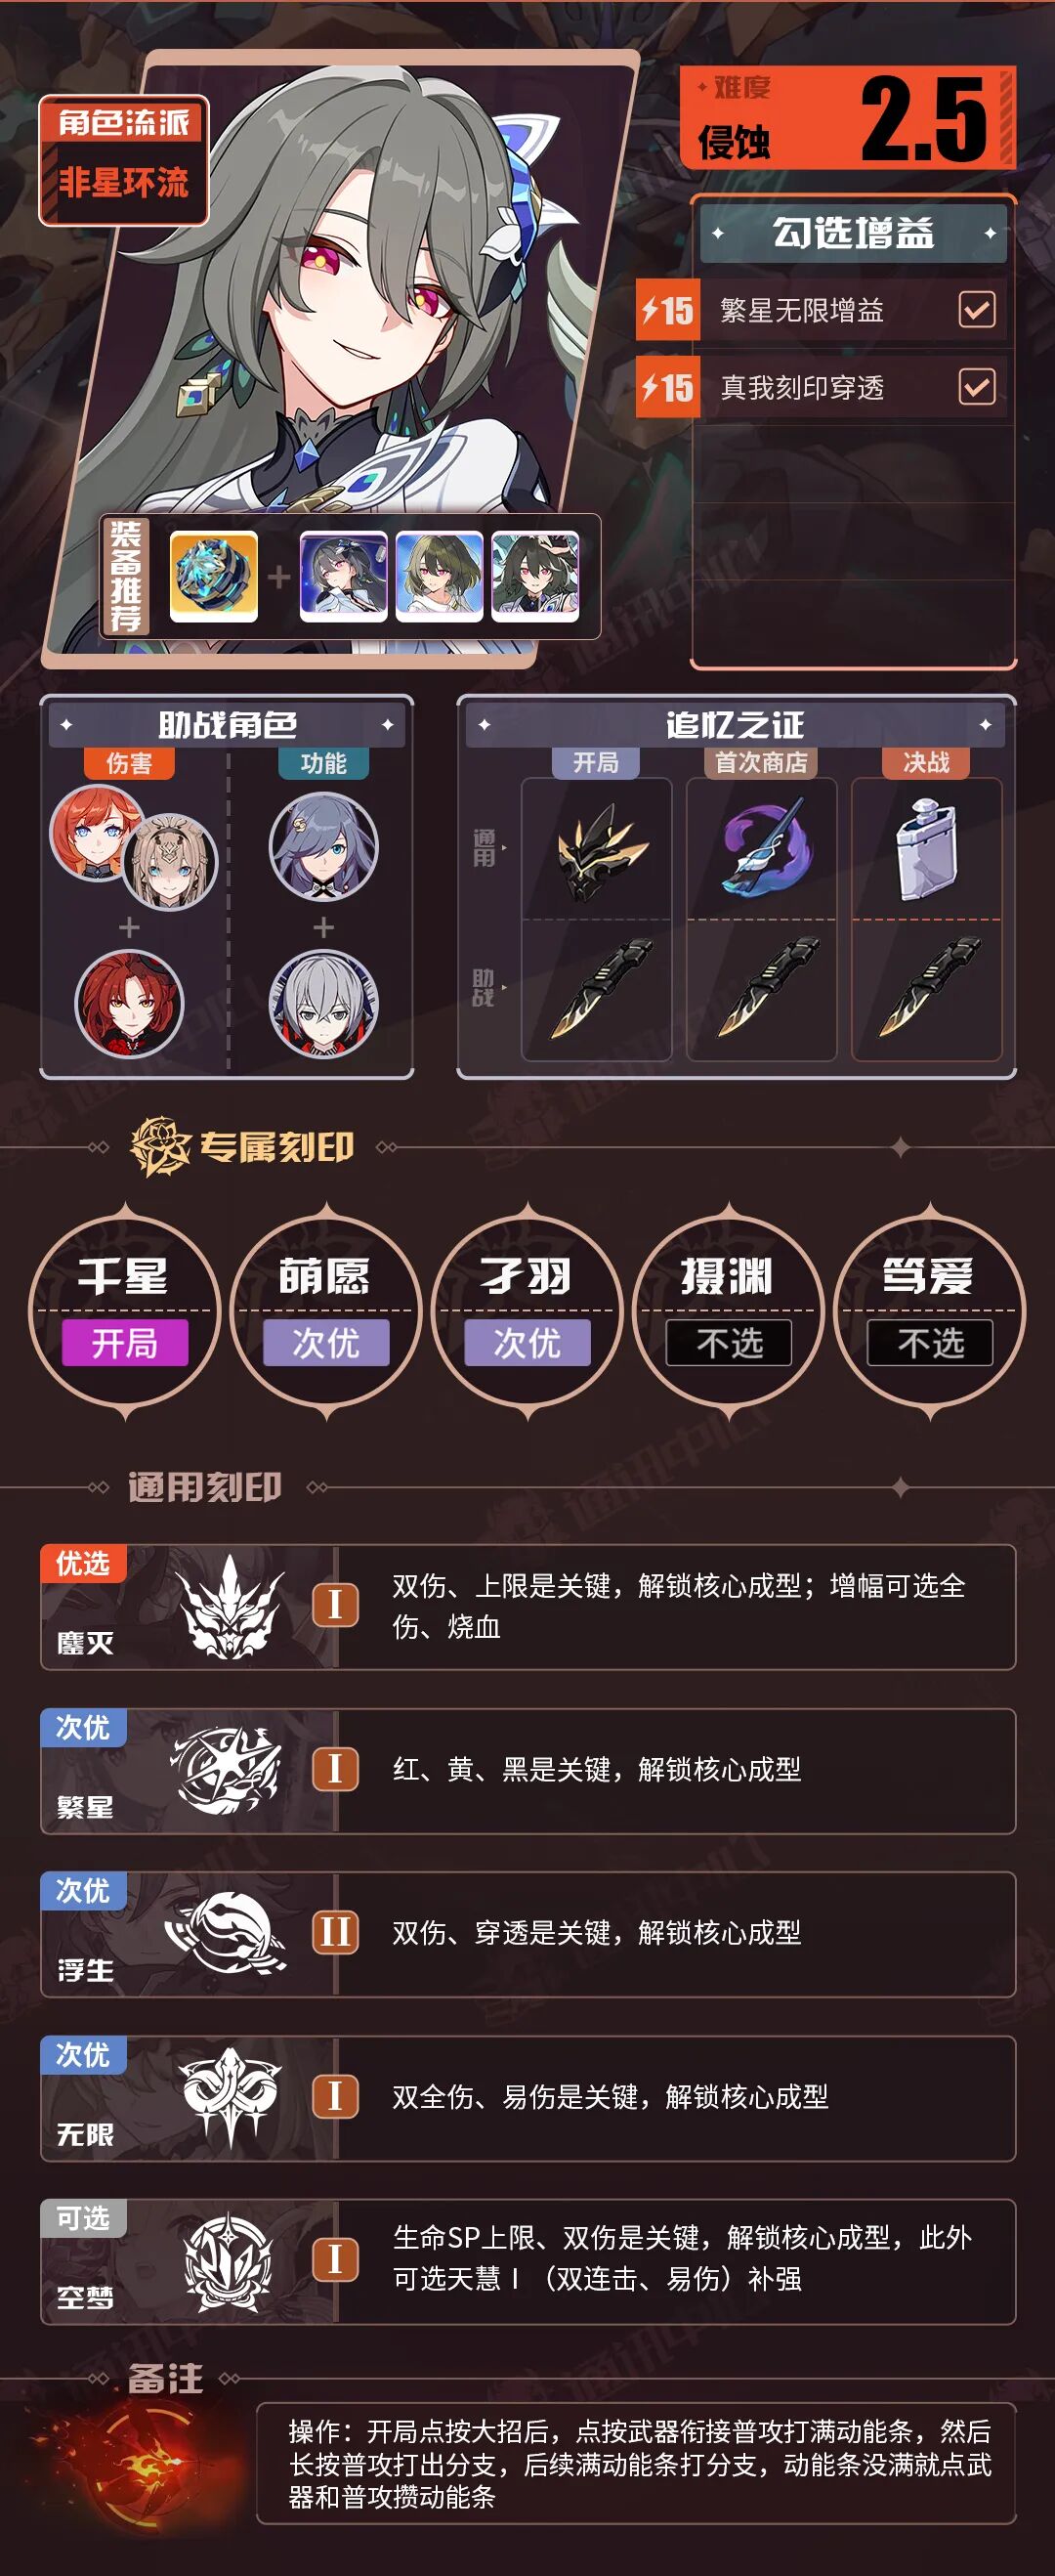 角色流派
非星环流
难度
侵蚀
2.5
勾选增益
15 繁星无限增益
15 真我刻印穿透
装备推荐
助战角色
伤害
功能
追忆之证
开局
首次商店
决战
通用
助战
专属刻印
千星
开局
萌愿
次优
孑羽
次优
摄渊
不选
笃爱
不选
通用刻印
优选
鏖灭
I
双伤、上限是关键，解锁核心成型；增幅可选全
伤、烧血
次优
繁星
I
红、黄、黑是关键，解锁核心成型
次优
浮生
II
双伤、穿透是关键，解锁核心成型
次优
无限
I
双全伤、易伤是关键，解锁核心成型
可选
空梦
I
生命SP上限、双伤是关键，解锁核心成型，此外
可选天慧Ⅰ（双连击、易伤）补强
备注
操作：开局点按大招后，点按武器衔接普攻打满动能条，然后
长按普攻打出分支，后续满动能条打分支，动能条没满就点武
器和普攻攒动能条